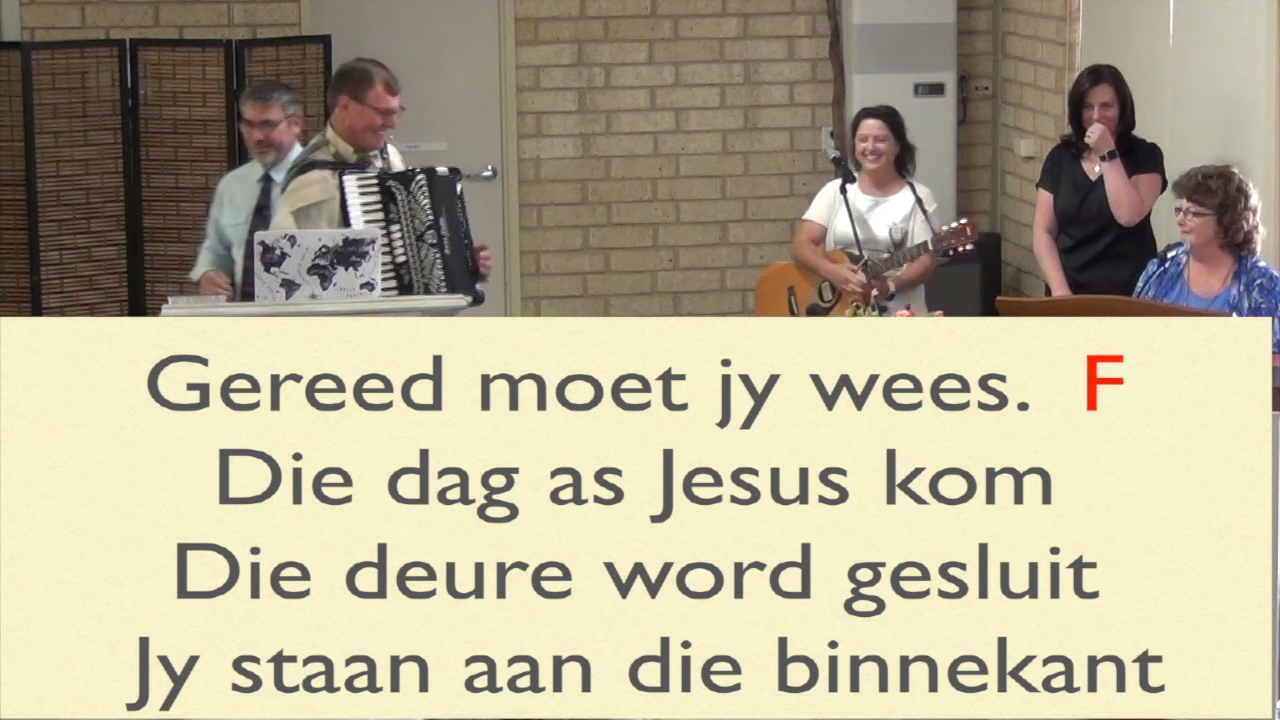 Gereed moet jy wees. F
Die dag as Jesus kom
Die deure word gesluit
Jy staan aan die binnekant